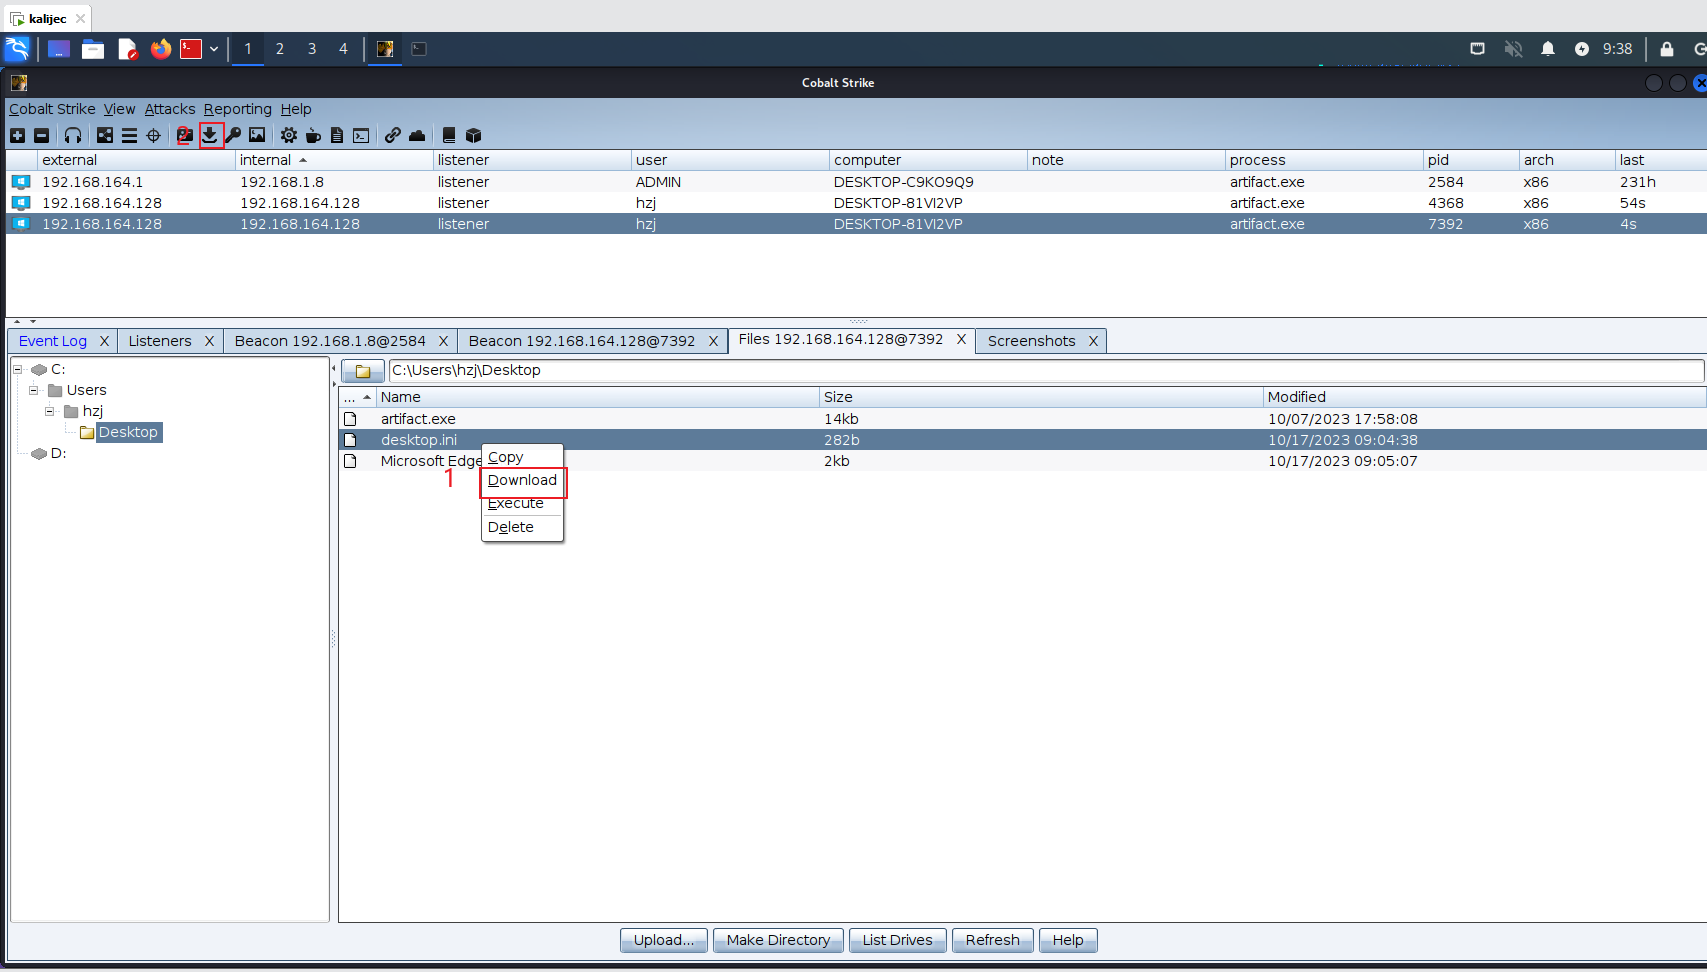 kalijec
1 2 3 4 9:38
Cobalt Strike
Cobalt Strike View Attacks Reporting Help
2
external internal listener user computer note process pid arch last
192.168.164.1 192.168.1.8 listener ADMIN DESKTOP-C9KO9Q9 artifact.exe 2584 x86 231h
192.168.164.128 192.168.164.128 listener hzj DESKTOP-81VI2VP artifact.exe 4368 x86 54s
192.168.164.128 192.168.164.128 listener hzj DESKTOP-81VI2VP artifact.exe 7392 x86 4s
Event Log X Listeners X Beacon 192.168.1.8@2584 X Beacon 192.168.164.128@7392 X Files 192.168.164.128@7392 X Screenshots X
C:
Users
hzj
Desktop
D:
C:\Users\hzj\Desktop
... Name Size Modified
artifact.exe 14kb 10/07/2023 17:58:08
desktop.ini 282b 10/17/2023 09:04:38
Microsoft Edge 2kb 10/17/2023 09:05:07
Copy
1 Download
Execute
Delete
Upload... Make Directory List Drives Refresh Help